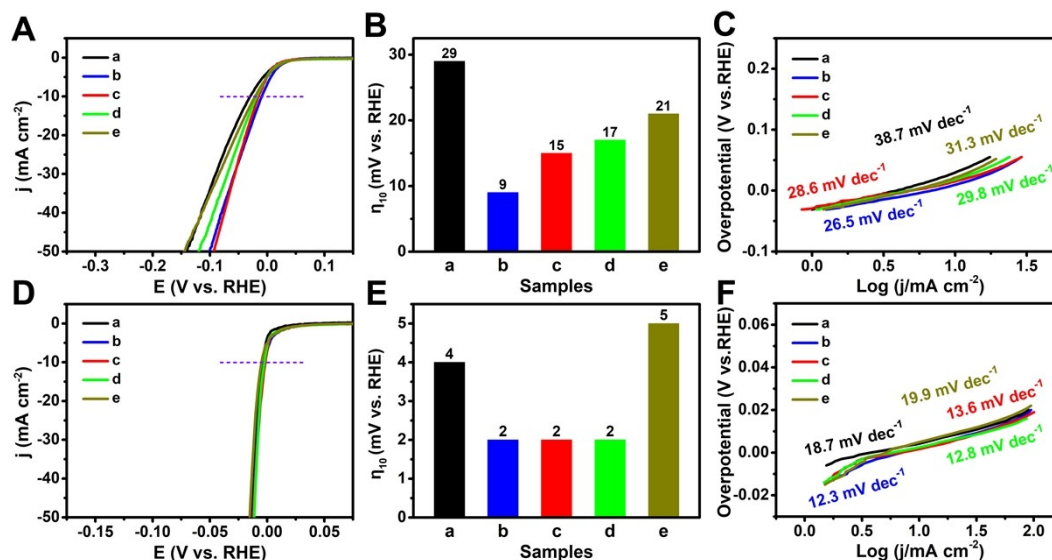 A
a
b
c
d
e
j (mA cm-2)
0
-10
-20
-30
-40
-50
-0.3
-0.2
-0.1
0.0
0.1
E (V vs. RHE)
B
η10 (mV vs. RHE)
30
20
10
0
29
9
15
17
21
a b c d e
Samples
C
a
b
c
d
e
Overpotential (V vs.RHE)
0.2
0.1
0.0
-0.1
38.7 mV dec-1
31.3 mV dec-1
28.6 mV dec-1
29.8 mV dec-1
26.5 mV dec-1
0.0 0.5 1.0 1.5
Log (j/mA cm-2)
D
a
b
c
d
e
j (mA cm-2)
0
-10
-20
-30
-40
-50
-0.15 -0.10 -0.05 0.00 0.05
E (V vs. RHE)
E
η10 (mV vs. RHE)
5
4
3
2
1
0
4
2
2
2
5
a b c d e
Samples
F
a
b
c
d
e
Overpotential (V vs.RHE)
0.06
0.04
0.02
0.00
-0.02
19.9 mV dec-1
13.6 mV dec-1
18.7 mV dec-1
12.8 mV dec-1
12.3 mV dec-1
0.0 0.5 1.0 1.5 2.0
Log (j/mA cm-2)